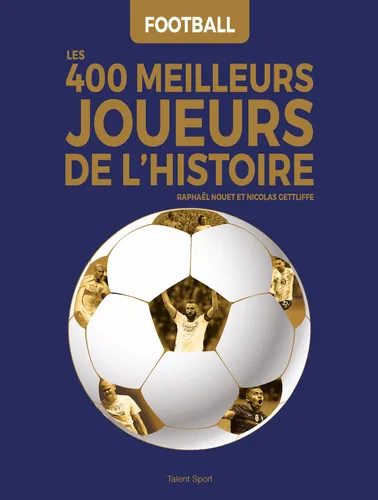 FOOTBALL
LES
400 MEILLEURS
JOUEURS
DE L'HISTOIRE
RAPHAËL NOUET ET NICOLAS GETTLIFFE
Talent Sport